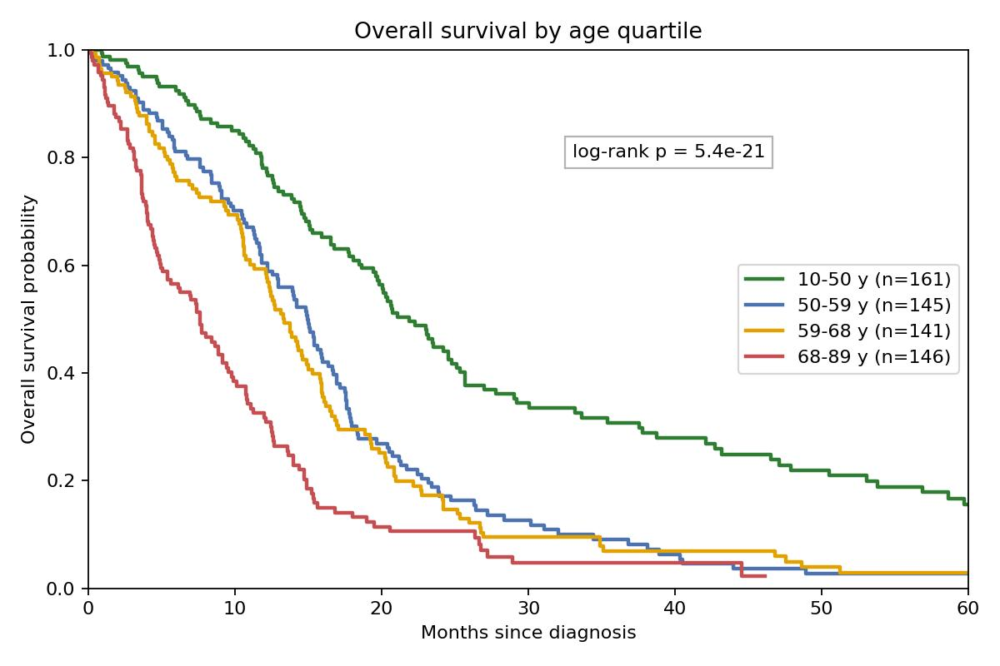 Overall survival by age quartile
1.0
0.8
0.6
0.4
0.2
0.0
Overall survival probability
log-rank p = 5.4e-21
10-50 y (n=161)
50-59 y (n=145)
59-68 y (n=141)
68-89 y (n=146)
0 10 20 30 40 50 60
Months since diagnosis